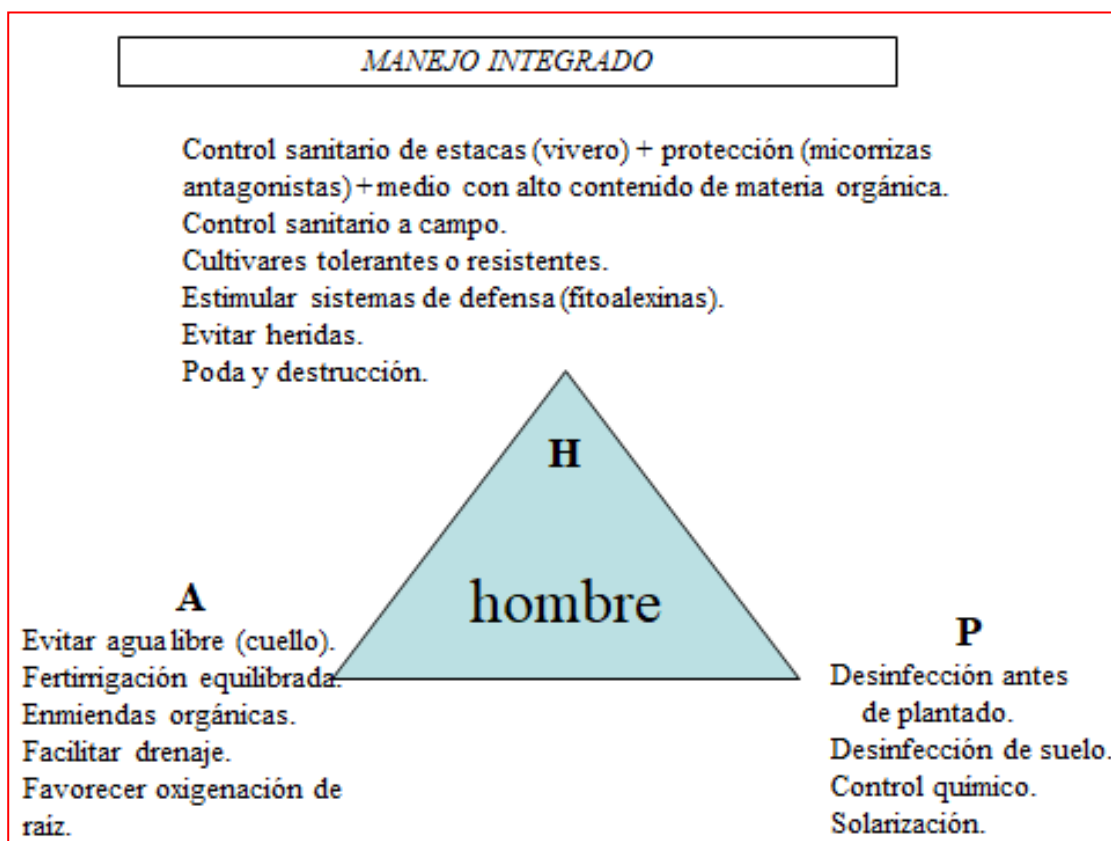 MANEJO INTEGRADO
Control sanitario de estacas (vivero) + protección (micorrizas
antagonistas) + medio con alto contenido de materia orgánica.
Control sanitario a campo.
Cultivares tolerantes o resistentes.
Estimular sistemas de defensa (fitoalexinas).
Evitar heridas.
Poda y destrucción.
H
hombre
A
Evitar agua libre (cuello).
Fertirrigación equilibrada.
Enmiendas orgánicas.
Facilitar drenaje.
Favorecer oxigenación de
raíz.
P
Desinfección antes
de plantado.
Desinfección de suelo.
Control químico.
Solarización.